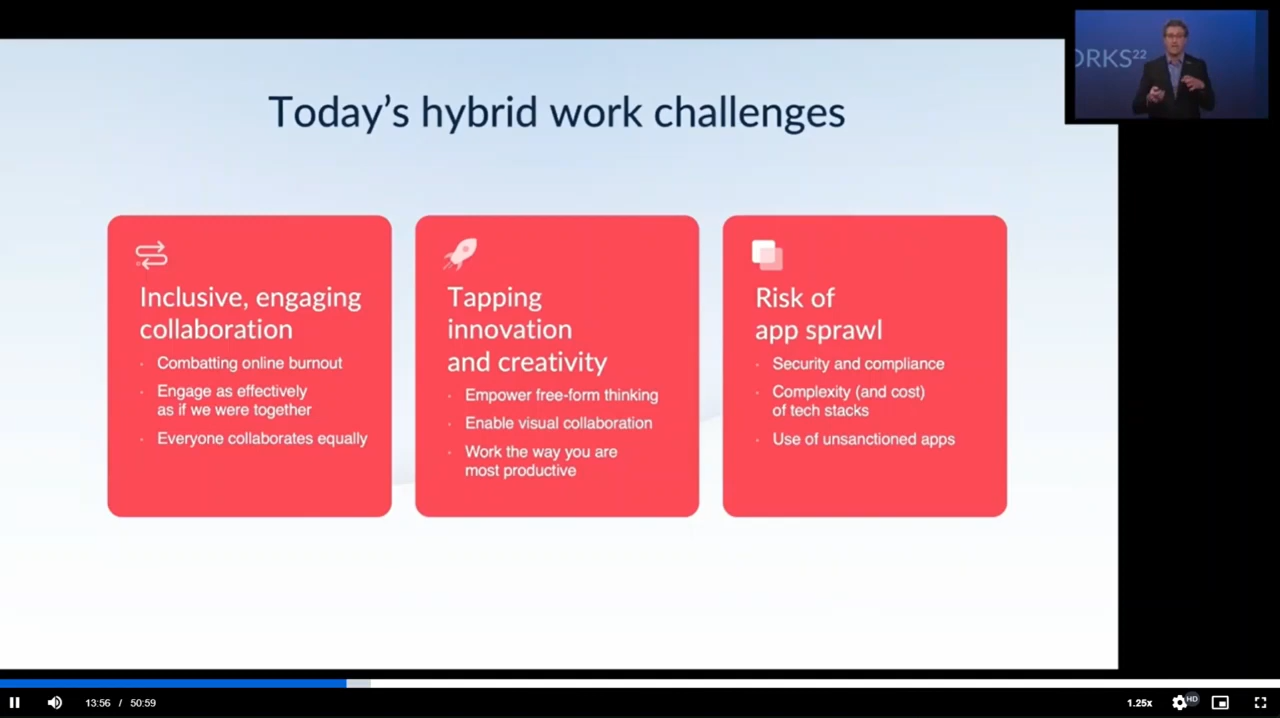 ORKS22
Today's hybrid work challenges
Inclusive, engaging
collaboration
· Combatting online burnout
· Engage as effectively
as if we were together
· Everyone collaborates equally
Tapping
innovation
and creativity
· Empower free-form thinking
· Enable visual collaboration
· Work the way you are
most productive
Risk of
app sprawl
· Security and compliance
· Complexity (and cost)
of tech stacks
· Use of unsanctioned apps
13:56 / 50:59
1.25x
HD